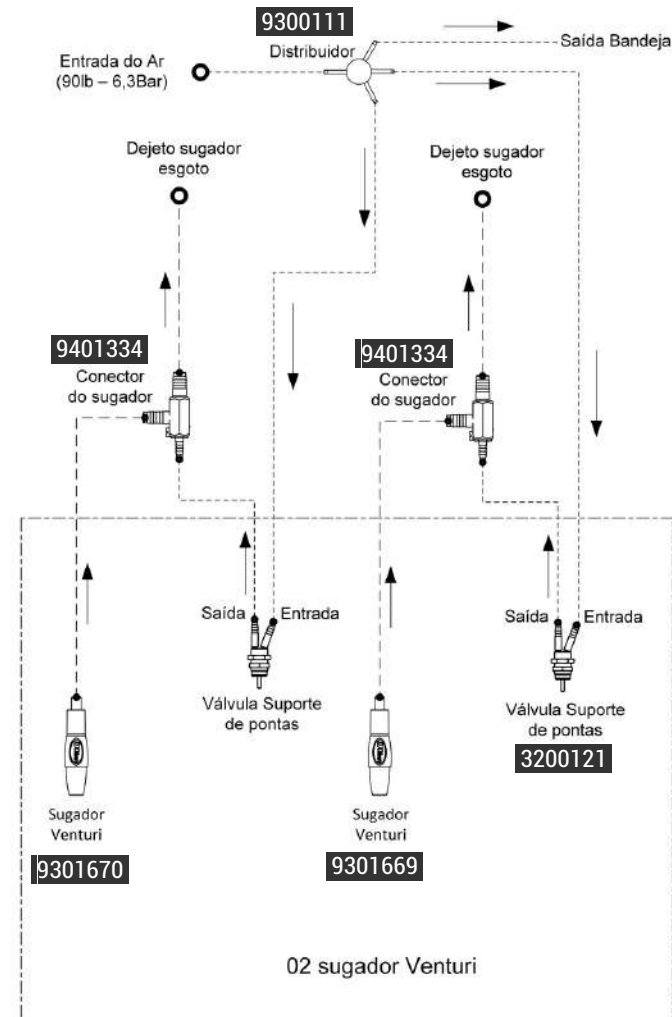 9300111
Distribuidor
Saída Bandeja
Entrada do Ar
(90lb – 6,3Bar)
Dejeto sugador
esgoto
Dejeto sugador
esgoto
9401334
Conector
do sugador
9401334
Conector
do sugador
Saída
Entrada
Válvula Suporte
de pontas
Saída
Entrada
Válvula Suporte
de pontas
3200121
Sugador
Venturi
9301670
Sugador
Venturi
9301669
02 sugador Venturi